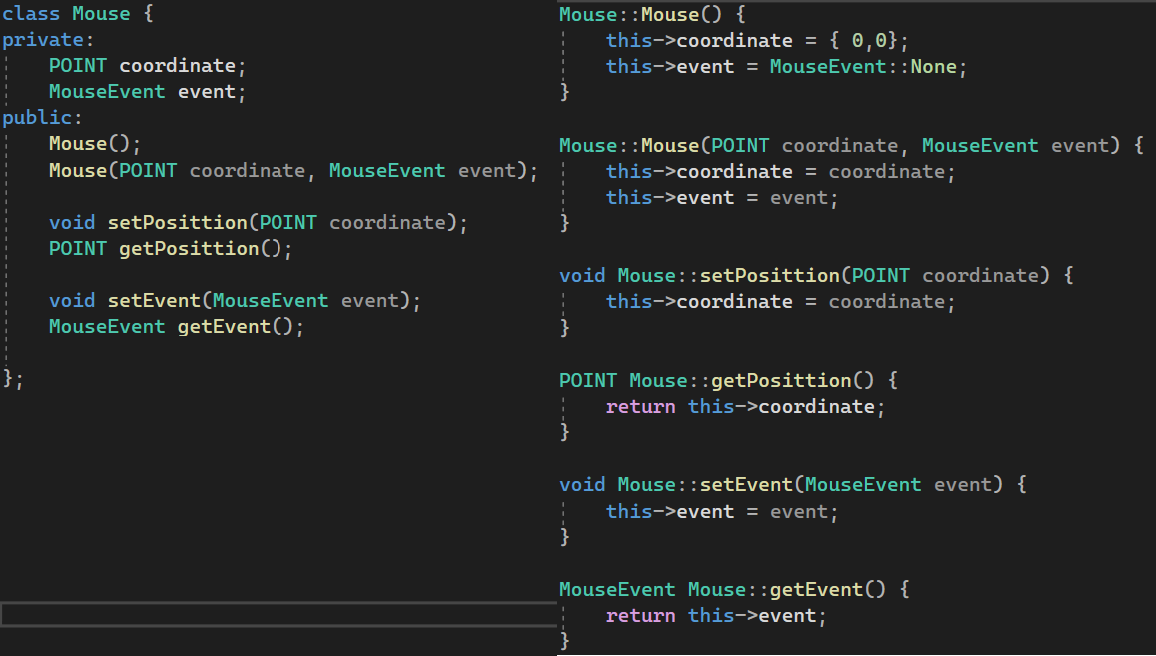 class Mouse {
private:
    POINT coordinate;
    MouseEvent event;
public:
    Mouse();
    Mouse(POINT coordinate, MouseEvent event);
    void setPosittion(POINT coordinate);
    POINT getPosittion();
    void setEvent(MouseEvent event);
    MouseEvent getEvent();
};
Mouse::Mouse() {
    this->coordinate = { 0,0};
    this->event = MouseEvent::None;
}
Mouse::Mouse(POINT coordinate, MouseEvent event) {
    this->coordinate = coordinate;
    this->event = event;
}
void Mouse::setPosittion(POINT coordinate) {
    this->coordinate = coordinate;
}
POINT Mouse::getPosittion() {
    return this->coordinate;
}
void Mouse::setEvent(MouseEvent event) {
    this->event = event;
}
MouseEvent Mouse::getEvent() {
    return this->event;
}